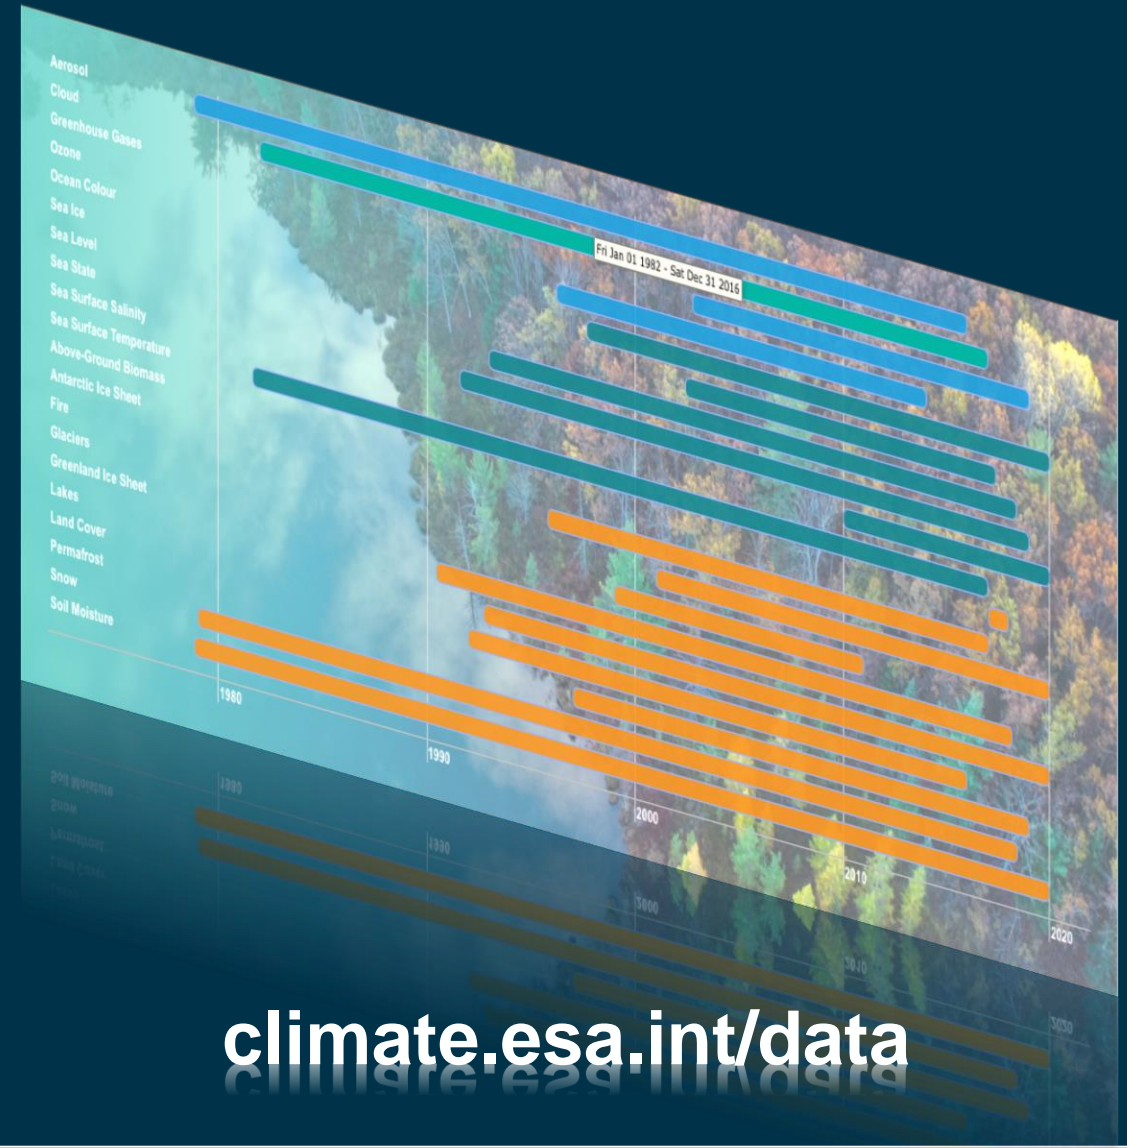 Aerosol
Cloud
Greenhouse Gases
Ozone
Ocean Colour
Sea Ice
Sea Level
Sea State
Sea Surface Salinity
Sea Surface Temperature
Above-Ground Biomass
Antarctic Ice Sheet
Fire
Glaciers
Greenland Ice Sheet
Lakes
Land Cover
Permafrost
Snow
Soil Moisture
Fri Jan 01 1982 - Sat Dec 31 2016
1980
1990
2000
2010
2020
climate.esa.int/data